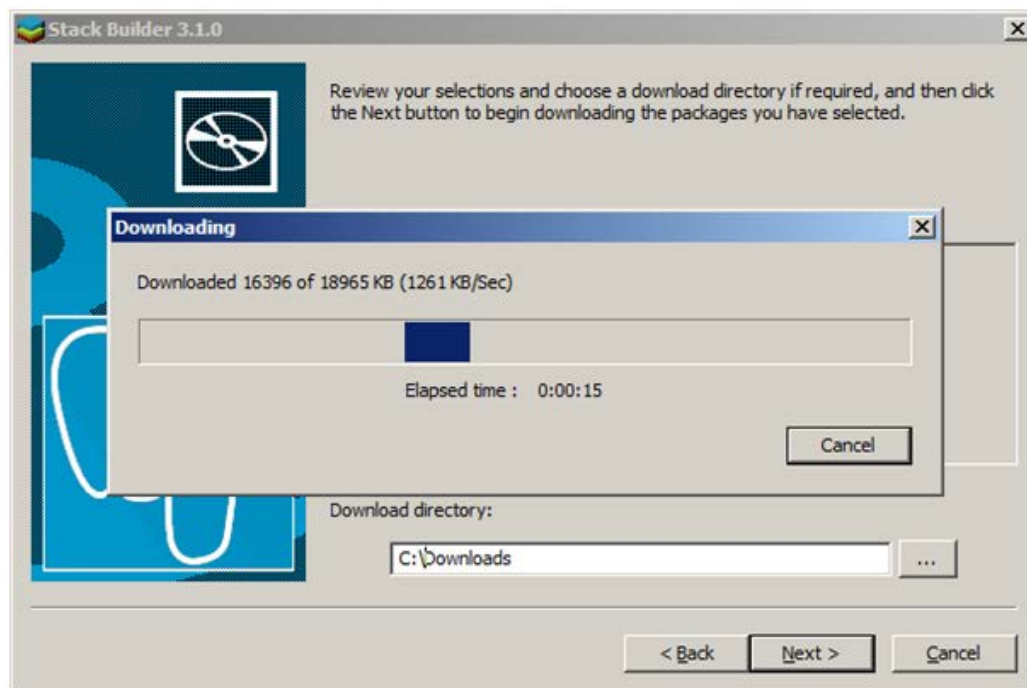 Stack Builder 3.1.0
Review your selections and choose a download directory if required, and then click
the Next button to begin downloading the packages you have selected.
Downloading
Downloaded 16396 of 18965 KB (1261 KB/Sec)
Elapsed time : 0:00:15
Cancel
Download directory:
C:\Downloads
...
< Back
Next >
Cancel